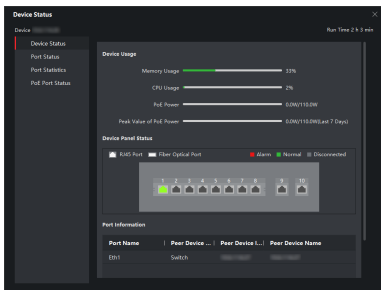 Device Status
Device
Run Time 2 h 3 min
Device Status
Port Status
Port Statistics
PoE Port Status
Device Usage
Memory Usage 33%
CPU Usage 2%
PoE Power 0.0W/110.0W
Peak Value of PoE Power 0.0W/110.0W(Last 7 Days)
Device Panel Status
RJ45 Port Fiber Optical Port Alarm Normal Disconnected
1 2 3 4 5 6 7 8 9 10
Port Information
Port Name Peer Device ... Peer Device I... Peer Device Name
Eth1 Switch